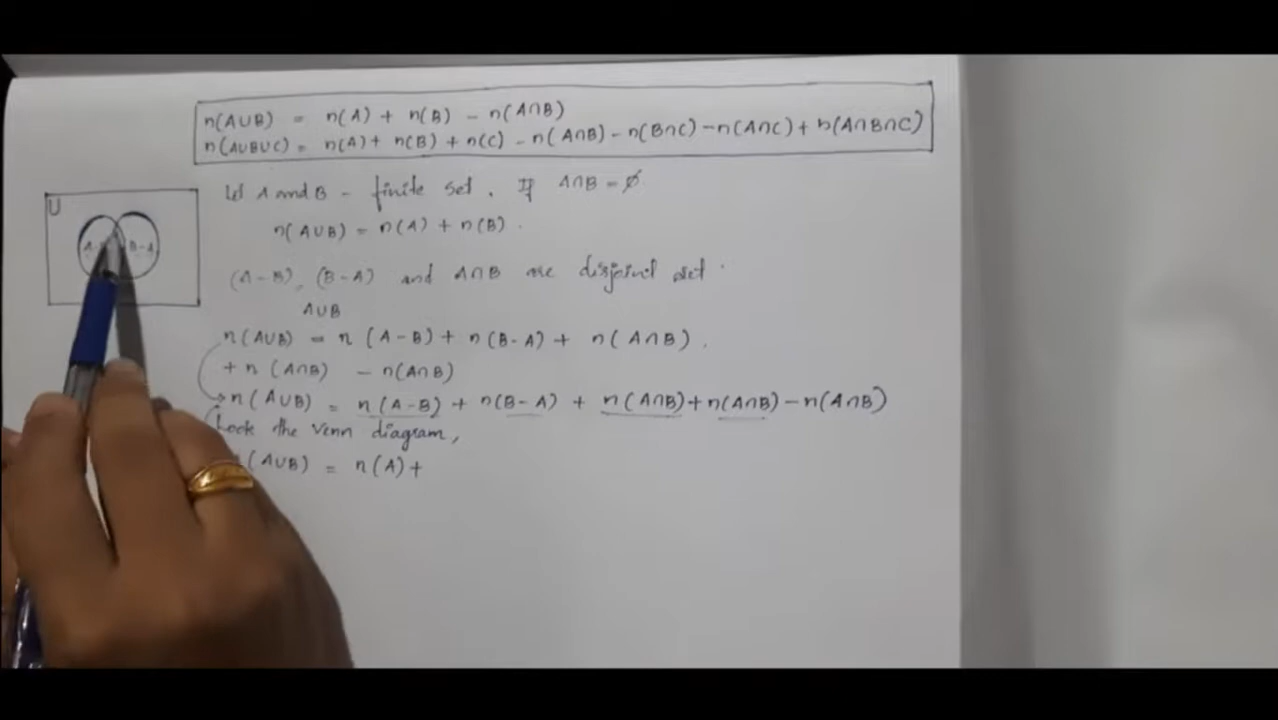 n(A∪B) = n(A) + n(B) - n(A∩B)
n(A∪B∪C) = n(A) + n(B) + n(C) - n(A∩B) - n(B∩C) - n(A∩C) + n(A∩B∩C)
U
B-A
Let A and B - finite set. If A∩B = ∅
n(A∪B) = n(A) + n(B).
(A-B), (B-A) and A∩B are disjoint set.
A∪B
n(A∪B) = n(A-B) + n(B-A) + n(A∩B).
+ n(A∩B) - n(A∩B)
n(A∪B) = n(A-B) + n(B-A) + n(A∩B) + n(A∩B) - n(A∩B)
Look the Venn diagram,
(A∪B) = n(A) +